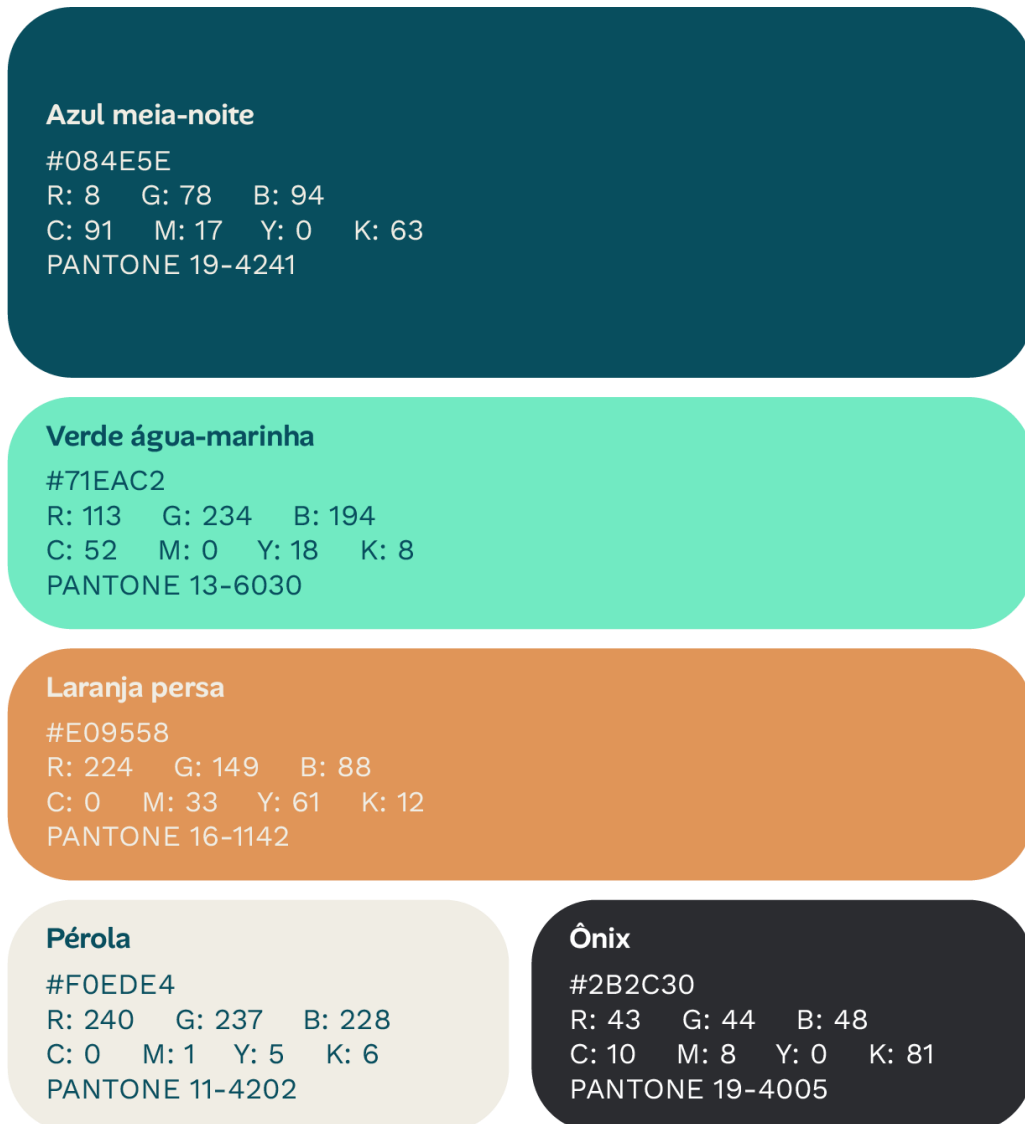 Azul meia-noite
#084E5E
R: 8 G: 78 B: 94
C: 91 M: 17 Y: 0 K: 63
PANTONE 19-4241
Verde água-marinha
#71EAC2
R: 113 G: 234 B: 194
C: 52 M: 0 Y: 18 K: 8
PANTONE 13-6030
Laranja persa
#E09558
R: 224 G: 149 B: 88
C: 0 M: 33 Y: 61 K: 12
PANTONE 16-1142
Pérola
#F0EDE4
R: 240 G: 237 B: 228
C: 0 M: 1 Y: 5 K: 6
PANTONE 11-4202
Ônix
#2B2C30
R: 43 G: 44 B: 48
C: 10 M: 8 Y: 0 K: 81
PANTONE 19-4005